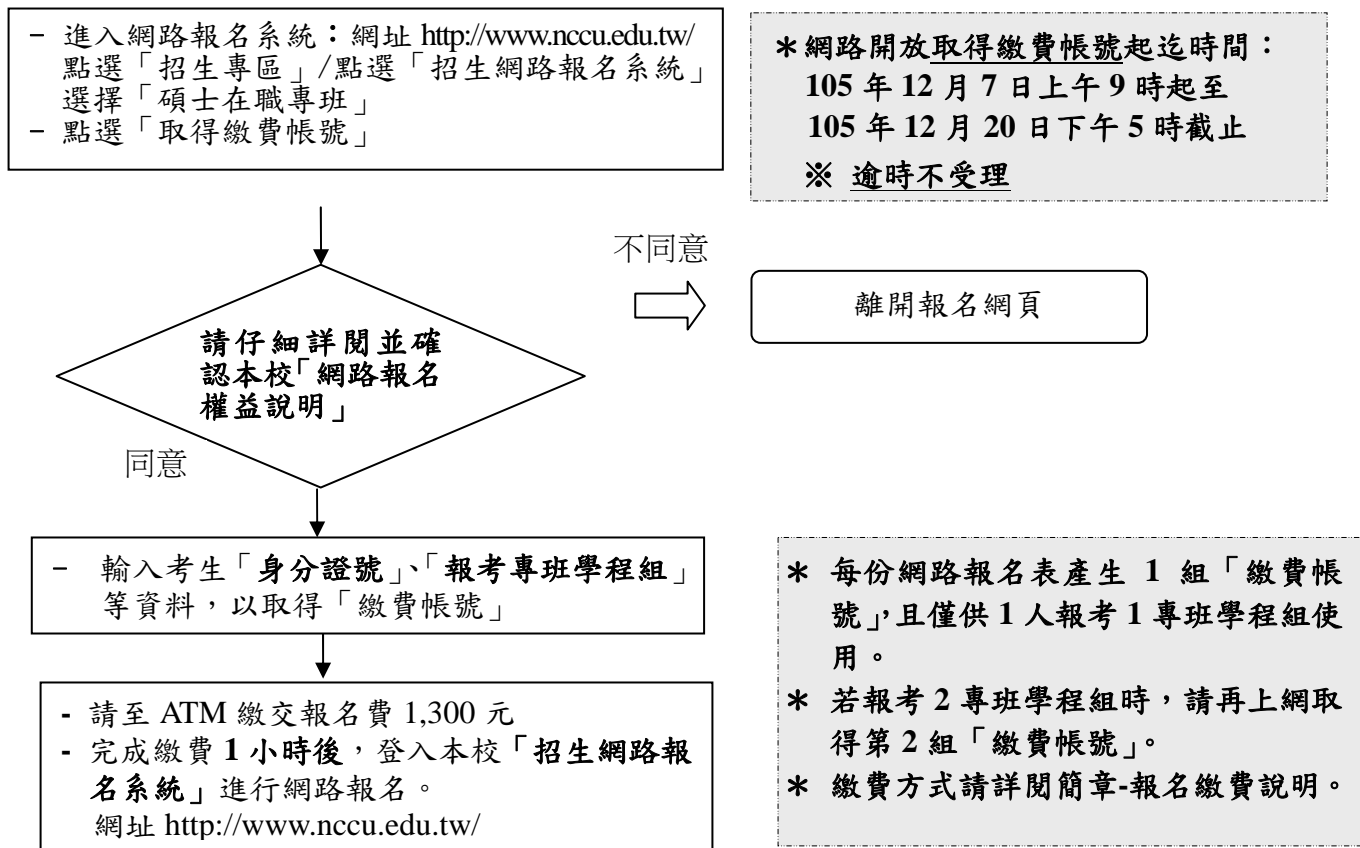 – 進入網路報名系統：網址 http://www.nccu.edu.tw/
點選「招生專區」/點選「招生網路報名系統」
選擇「碩士在職專班」
– 點選「取得繳費帳號」
＊網路開放取得繳費帳號起迄時間：
105 年 12 月 7 日上午 9 時起至
105 年 12 月 20 日下午 5 時截止
※ 逾時不受理
不同意
離開報名網頁
請仔細詳閱並確
認本校「網路報名
權益說明」
同意
– 輸入考生「身分證號」、「報考專班學程組」
等資料，以取得「繳費帳號」
＊ 每份網路報名表產生 1 組「繳費帳
號」，且僅供 1 人報考 1 專班學程組使
用。
＊ 若報考 2 專班學程組時，請再上網取
得第 2 組「繳費帳號」。
＊ 繳費方式請詳閱簡章-報名繳費說明。
- 請至 ATM 繳交報名費 1,300 元
- 完成繳費 1 小時後，登入本校「招生網路報
名系統」進行網路報名。
網址 http://www.nccu.edu.tw/